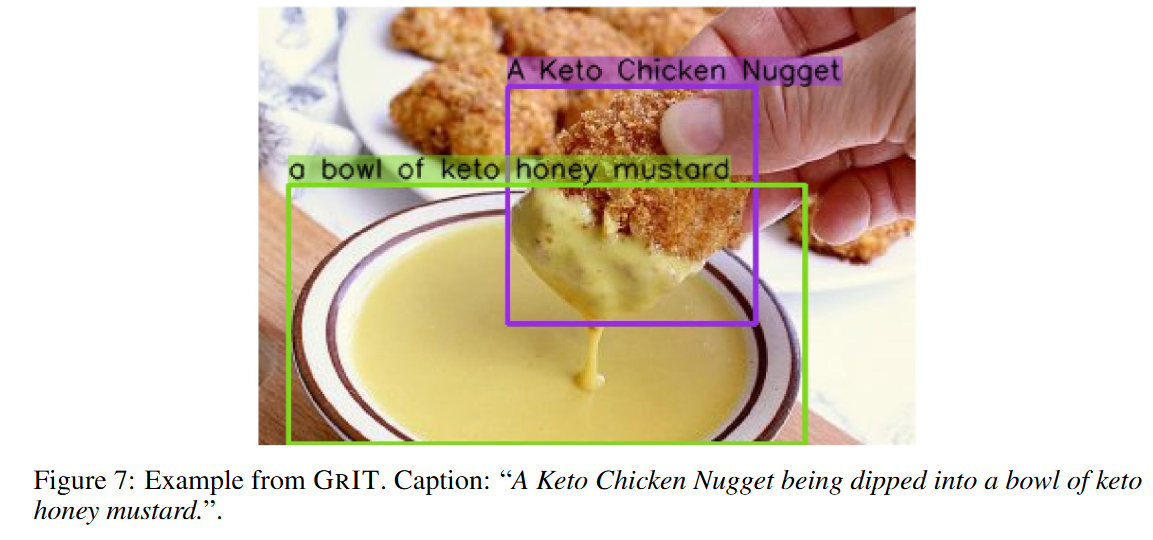 A Keto Chicken Nugget
a bowl of keto honey mustard
Figure 7: Example from GRIT. Caption: “A Keto Chicken Nugget being dipped into a bowl of keto
honey mustard.”.